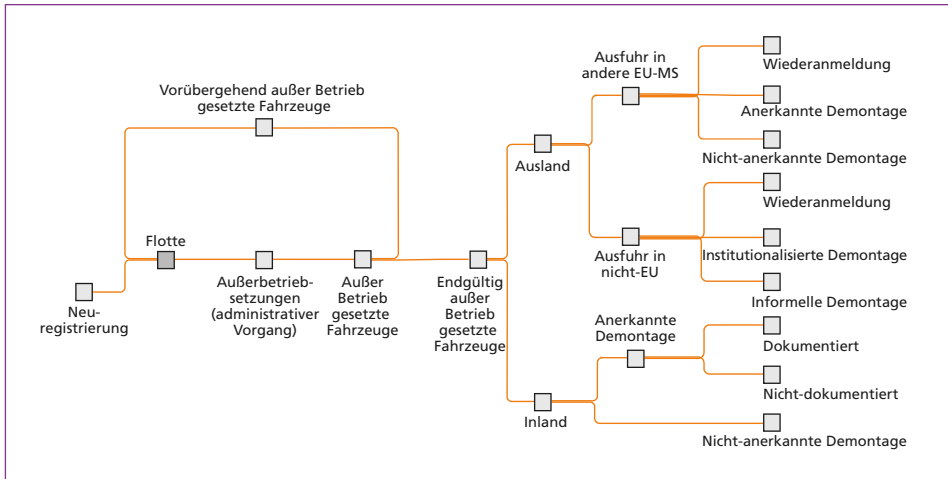 Vorübergehend außer Betrieb
gesetzte Fahrzeuge
Flotte
Neu-
registrierung
Außerbetrieb-
setzungen
(administrativer
Vorgang)
Außer
Betrieb
gesetzte
Fahrzeuge
Endgültig
außer
Betrieb
gesetzte
Fahrzeuge
Ausland
Ausfuhr in
andere EU-MS
Wiederanmeldung
Anerkannte Demontage
Nicht-anerkannte Demontage
Ausfuhr in
nicht-EU
Wiederanmeldung
Institutionalisierte Demontage
Informelle Demontage
Inland
Anerkannte
Demontage
Dokumentiert
Nicht-dokumentiert
Nicht-anerkannte Demontage